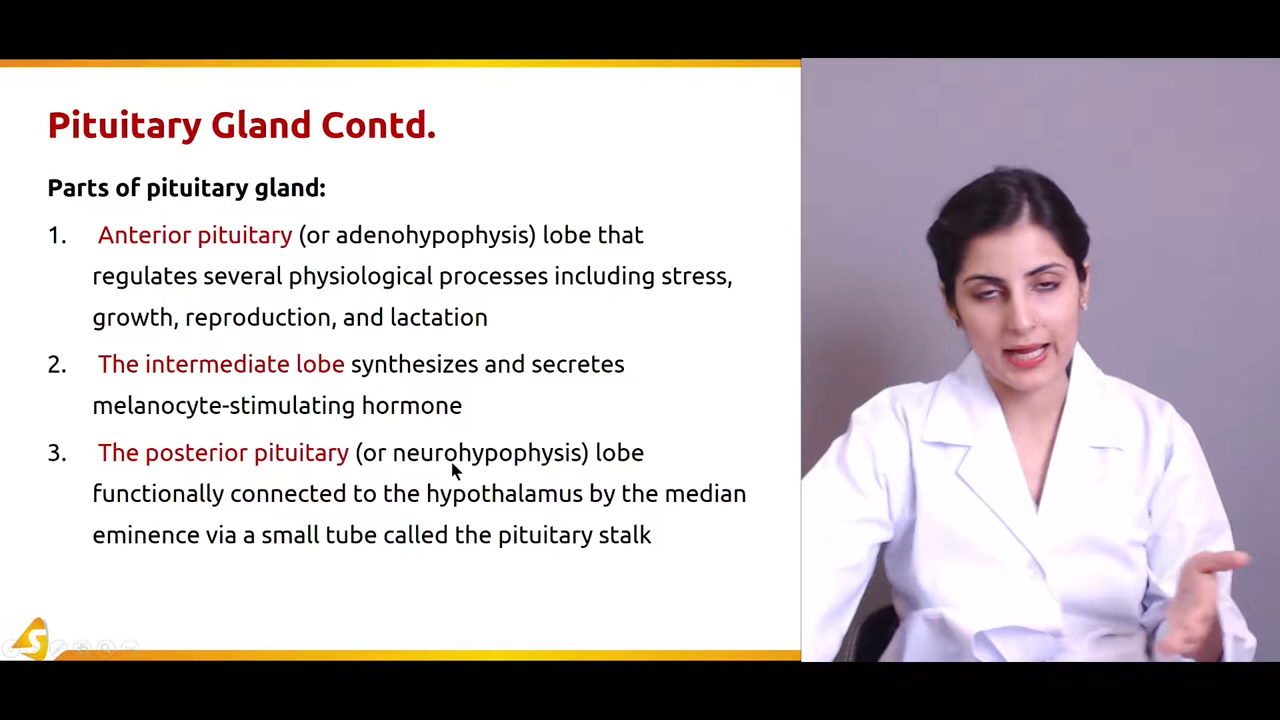 Pituitary Gland Contd.
Parts of pituitary gland:
1. Anterior pituitary (or adenohypophysis) lobe that
regulates several physiological processes including stress,
growth, reproduction, and lactation
2. The intermediate lobe synthesizes and secretes
melanocyte-stimulating hormone
3. The posterior pituitary (or neurohypophysis) lobe
functionally connected to the hypothalamus by the median
eminence via a small tube called the pituitary stalk
S